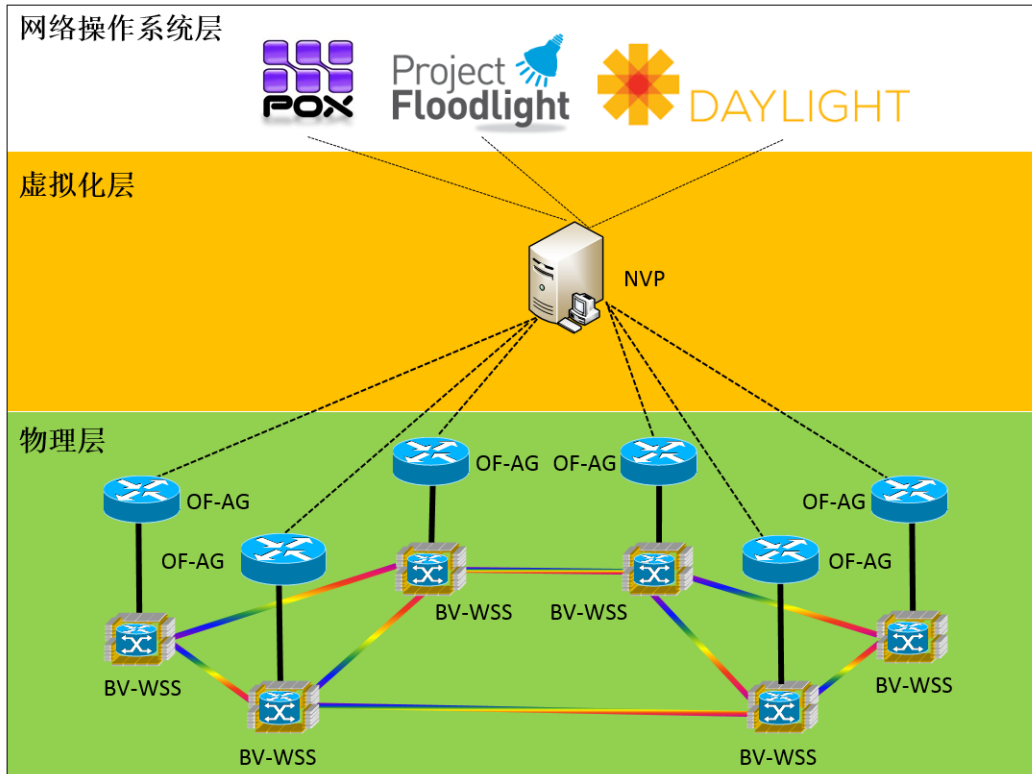 网络操作系统层
POX
Project
Floodlight
DAYLIGHT
虚拟化层
NVP
物理层
OF-AG
OF-AG
OF-AG
OF-AG
OF-AG
OF-AG
BV-WSS
BV-WSS
BV-WSS
BV-WSS
BV-WSS
BV-WSS